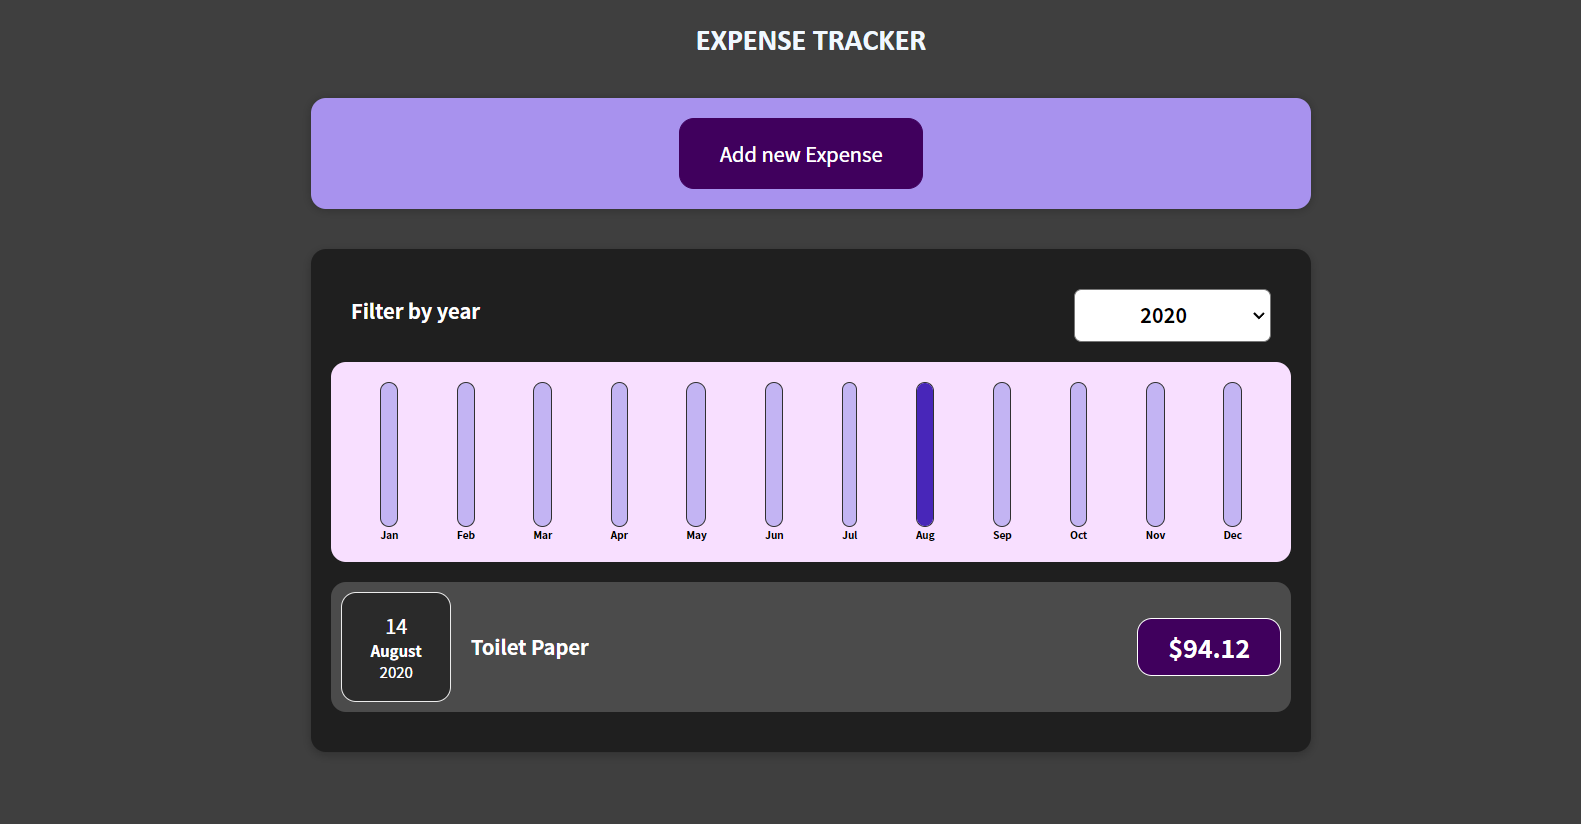 EXPENSE TRACKER
Add new Expense
Filter by year
2020
Jan Feb Mar Apr May Jun Jul Aug Sep Oct Nov Dec
14
August
2020
Toilet Paper
$94.12